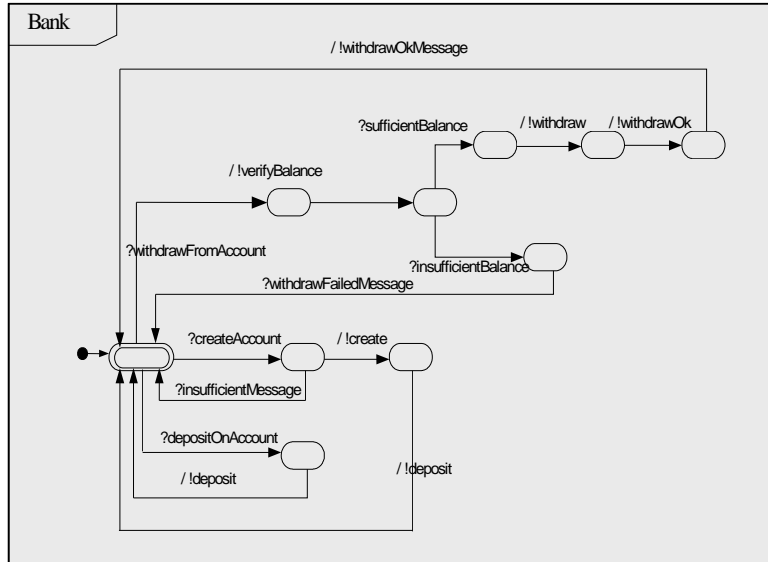 Bank
/ !withdrawOkMessage
?sufficientBalance
/ !withdraw
/ !withdrawOk
/ !verifyBalance
?withdrawFromAccount
?insufficientBalance
?withdrawFailedMessage
?createAccount
/ !create
?insufficientMessage
?depositOnAccount
/ !deposit
/ !deposit